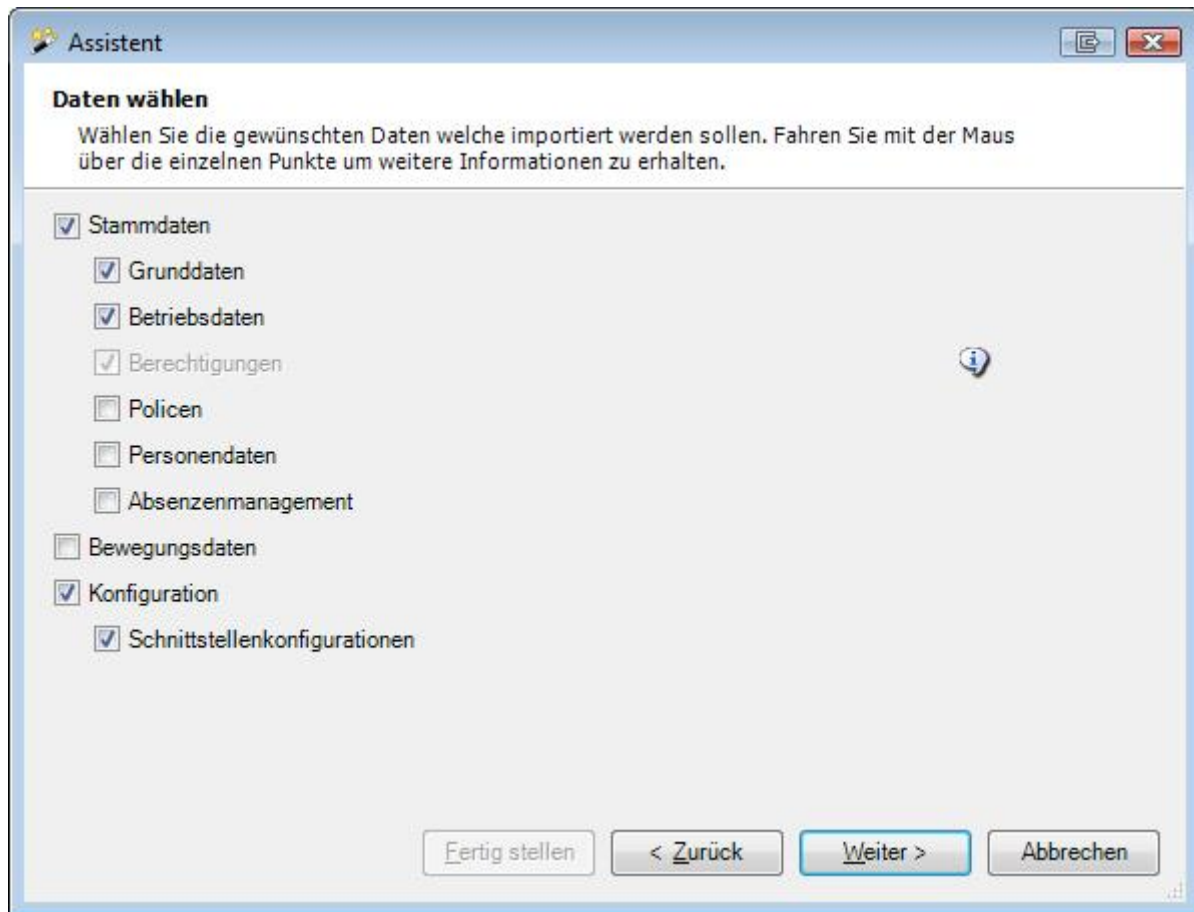 Assistent
Daten wählen
Wählen Sie die gewünschten Daten welche importiert werden sollen. Fahren Sie mit der Maus
über die einzelnen Punkte um weitere Informationen zu erhalten.
Stammdaten
Grunddaten
Betriebsdaten
Berechtigungen
Policen
Personendaten
Absenzenmanagement
Bewegungsdaten
Konfiguration
Schnittstellenkonfigurationen
Fertig stellen < Zurück Weiter > Abbrechen